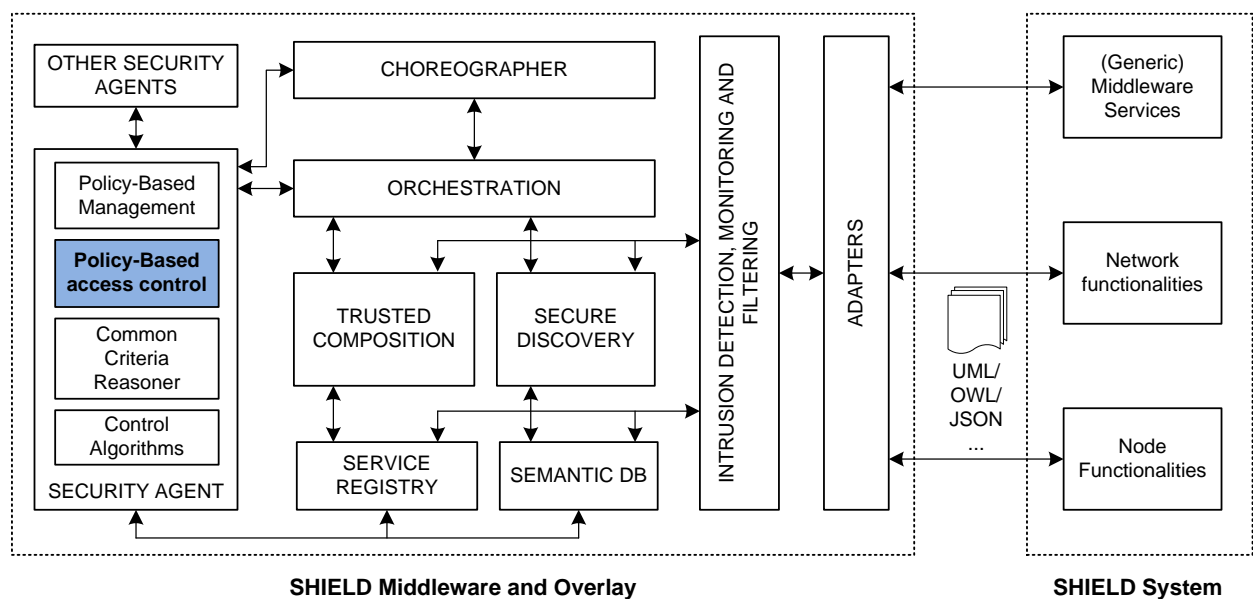 OTHER SECURITY
AGENTS
CHOREOGRAPHER
Policy-Based
Management
ORCHESTRATION
Policy-Based
access control
TRUSTED
COMPOSITION
SECURE
DISCOVERY
Common
Criteria
Reasoner
Control
Algorithms
SECURITY AGENT
SERVICE
REGISTRY
SEMANTIC DB
INTRUSION DETECTION, MONITORING AND
FILTERING
ADAPTERS
UML/
OWL/
JSON
...
(Generic)
Middleware
Services
Network
functionalities
Node
Functionalities
SHIELD Middleware and Overlay
SHIELD System